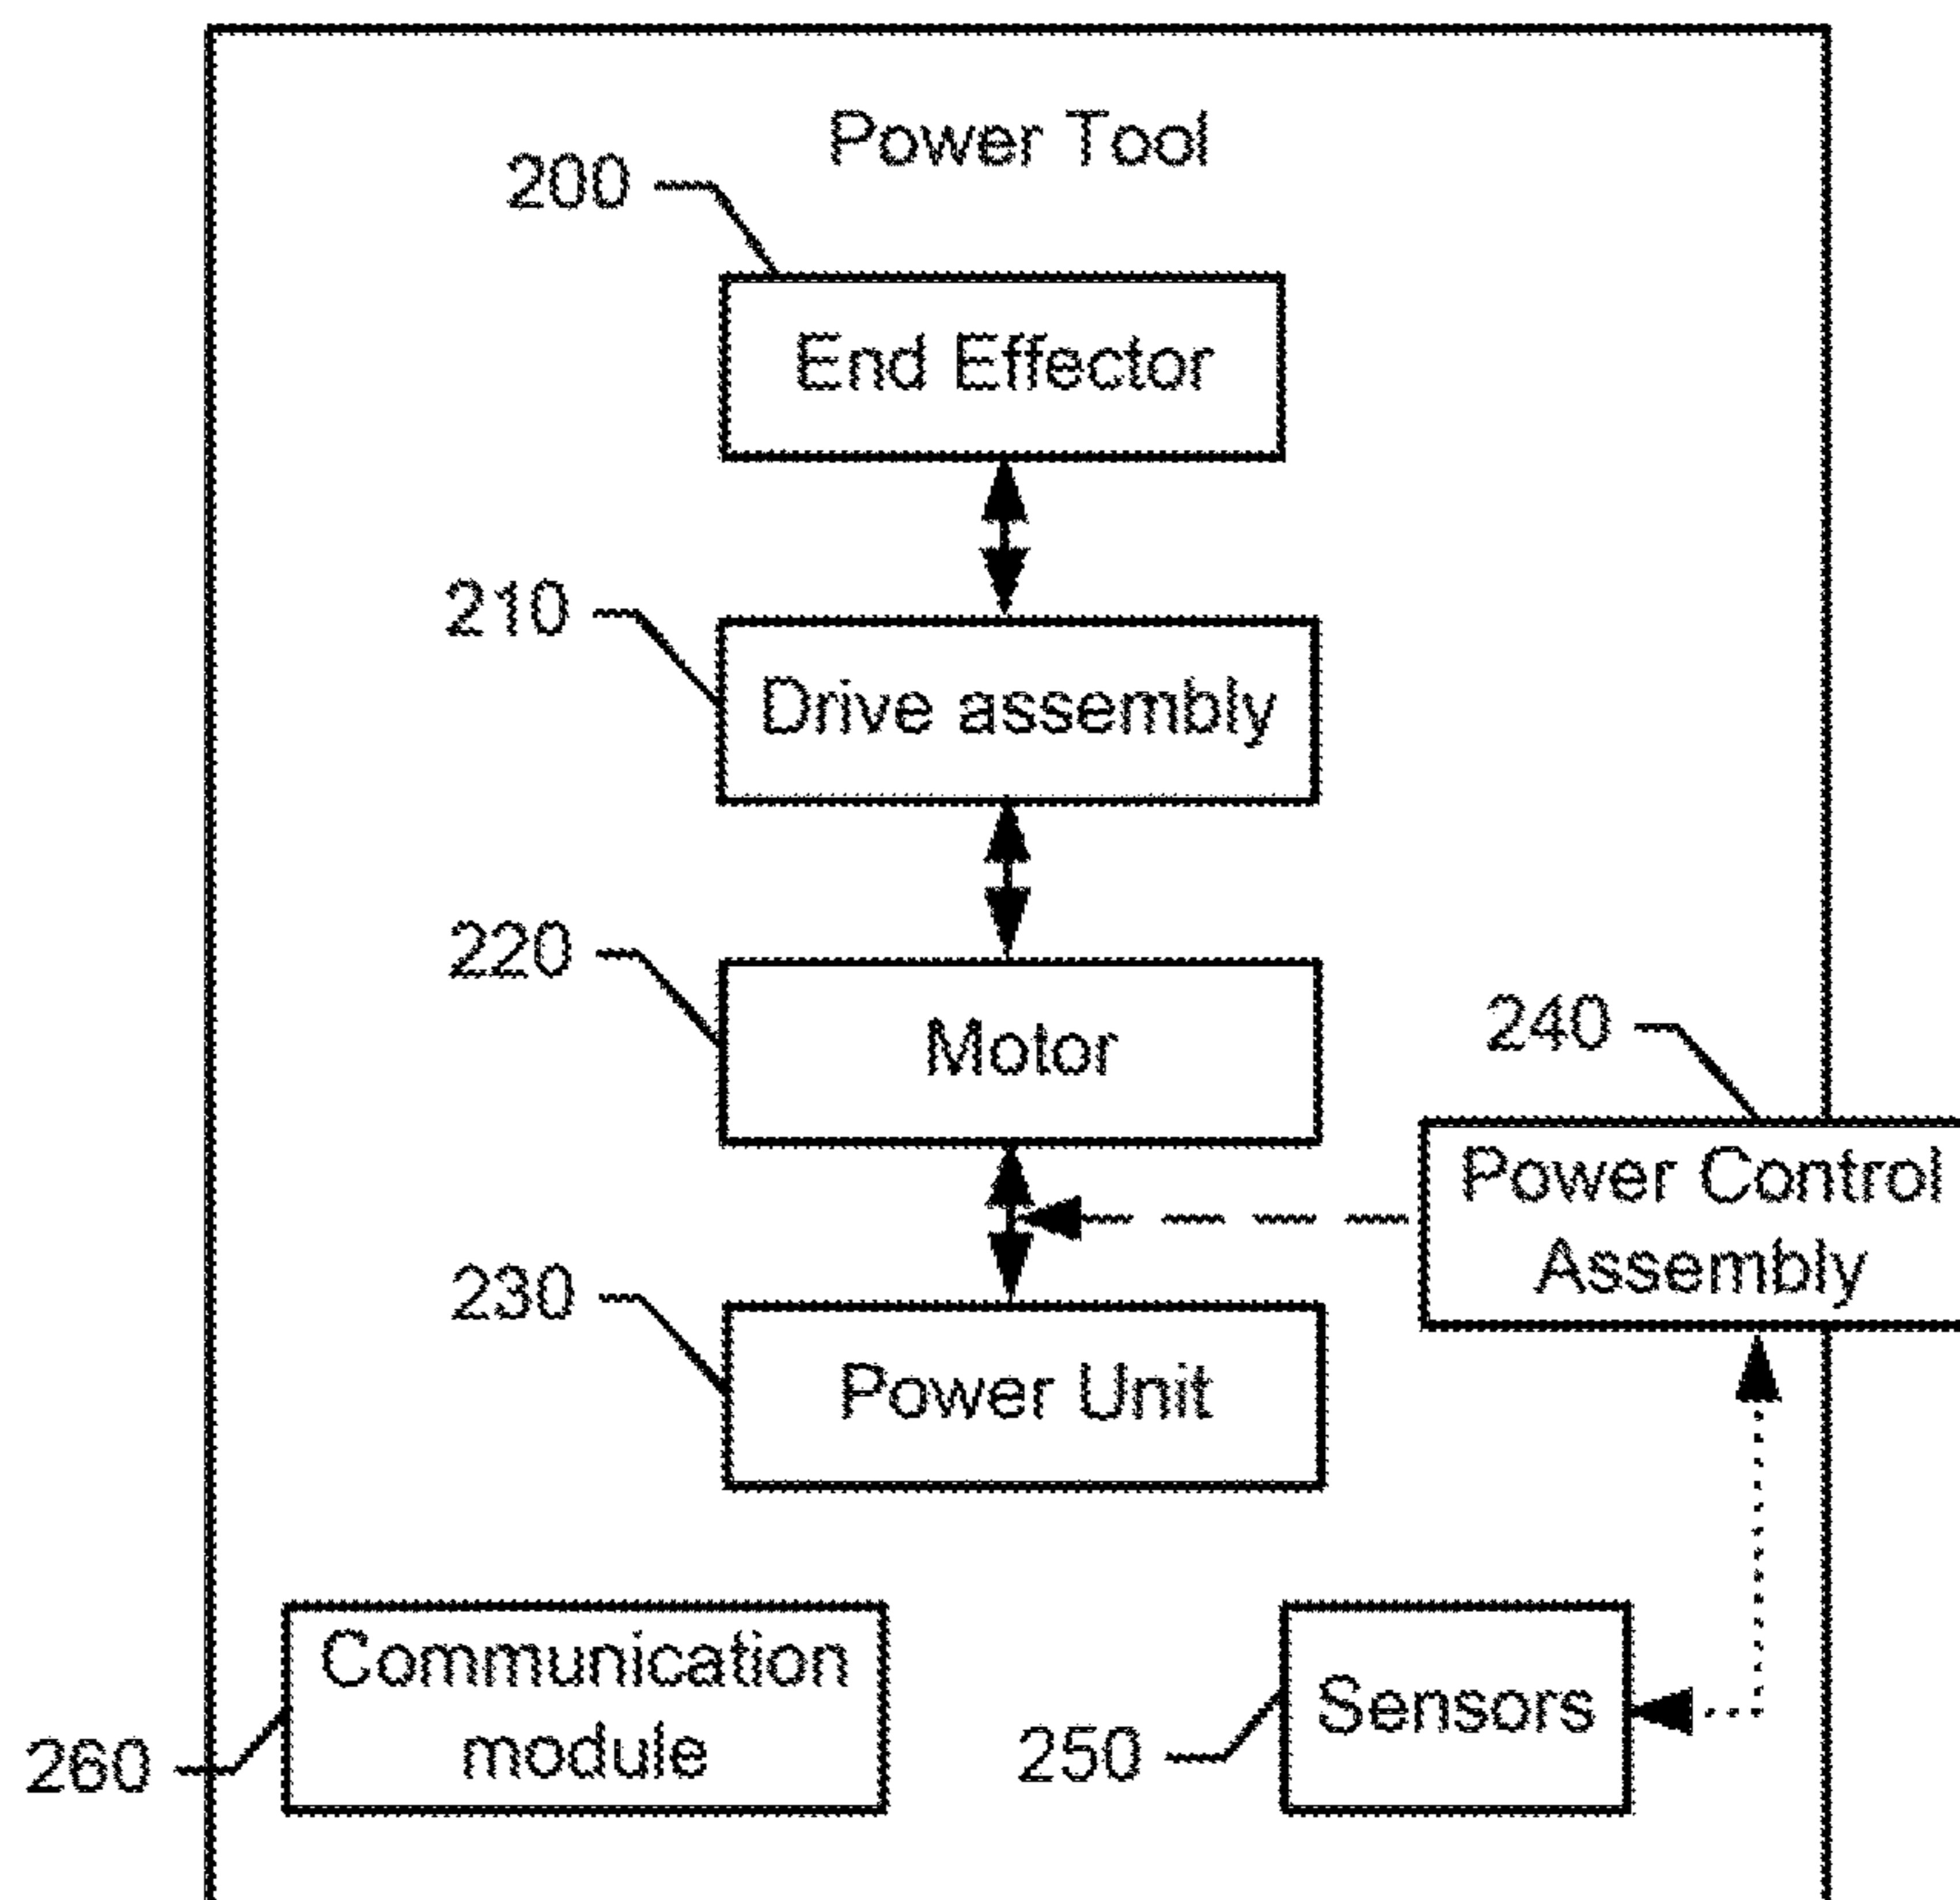 Power Tool
200
End Effector
210
Drive assembly
220
Motor
240
Power Control
Assembly
230
Power Unit
Communication
module
260
Sensors
250